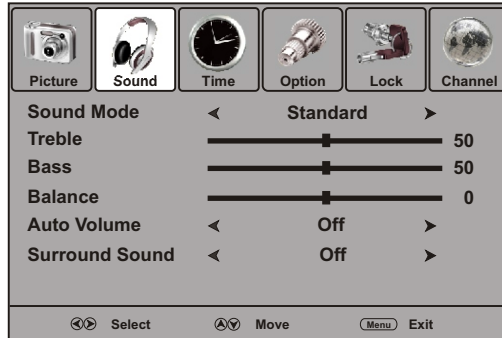 Picture Sound Time Option Lock Channel
Sound Mode Standard
Treble 50
Bass 50
Balance 0
Auto Volume Off
Surround Sound Off
Select Move Menu Exit